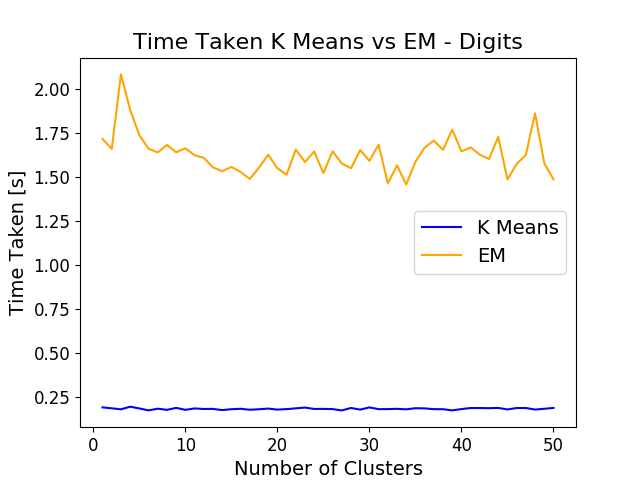 Time Taken K Means vs EM - Digits
Time Taken [s]
2.00
1.75
1.50
1.25
1.00
0.75
0.50
0.25
K Means
EM
0 10 20 30 40 50
Number of Clusters